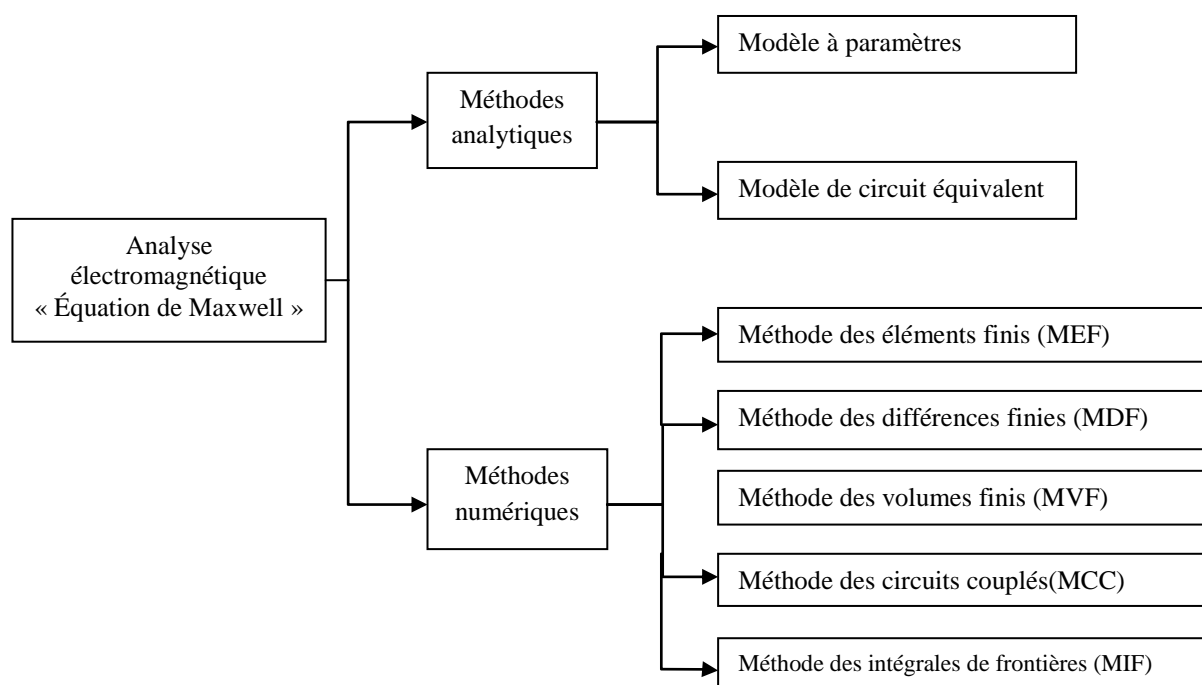 Modèle à paramètres
Méthodes
analytiques
Modèle de circuit équivalent
Analyse
électromagnétique
« Équation de Maxwell »
Méthode des éléments finis (MEF)
Méthode des différences finies (MDF)
Méthodes
numériques
Méthode des volumes finis (MVF)
Méthode des circuits couplés(MCC)
Méthode des intégrales de frontières (MIF)